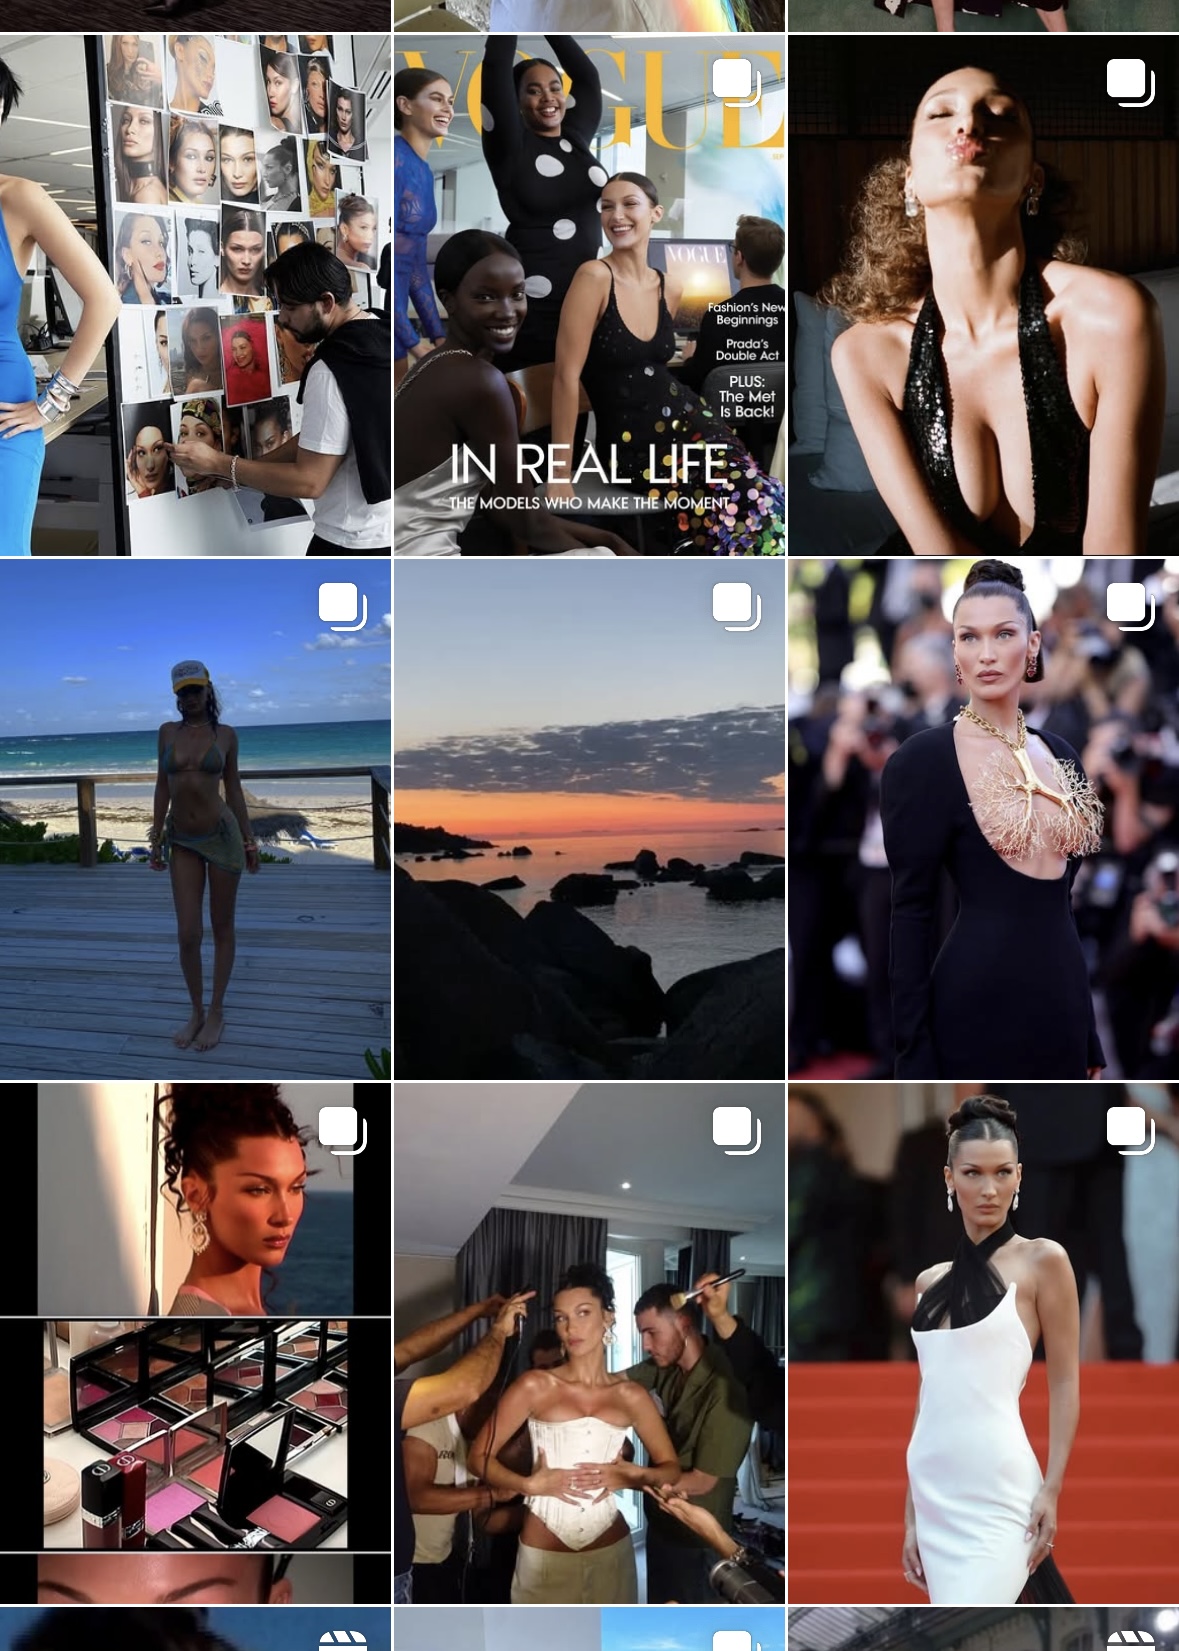 VOGUE
SEP
VOGUE
Fashion's New
Beginnings
Prada's
Double Act
PLUS:
The Met
Is Back!
IN REAL LIFE
THE MODELS WHO MAKE THE MOMENT